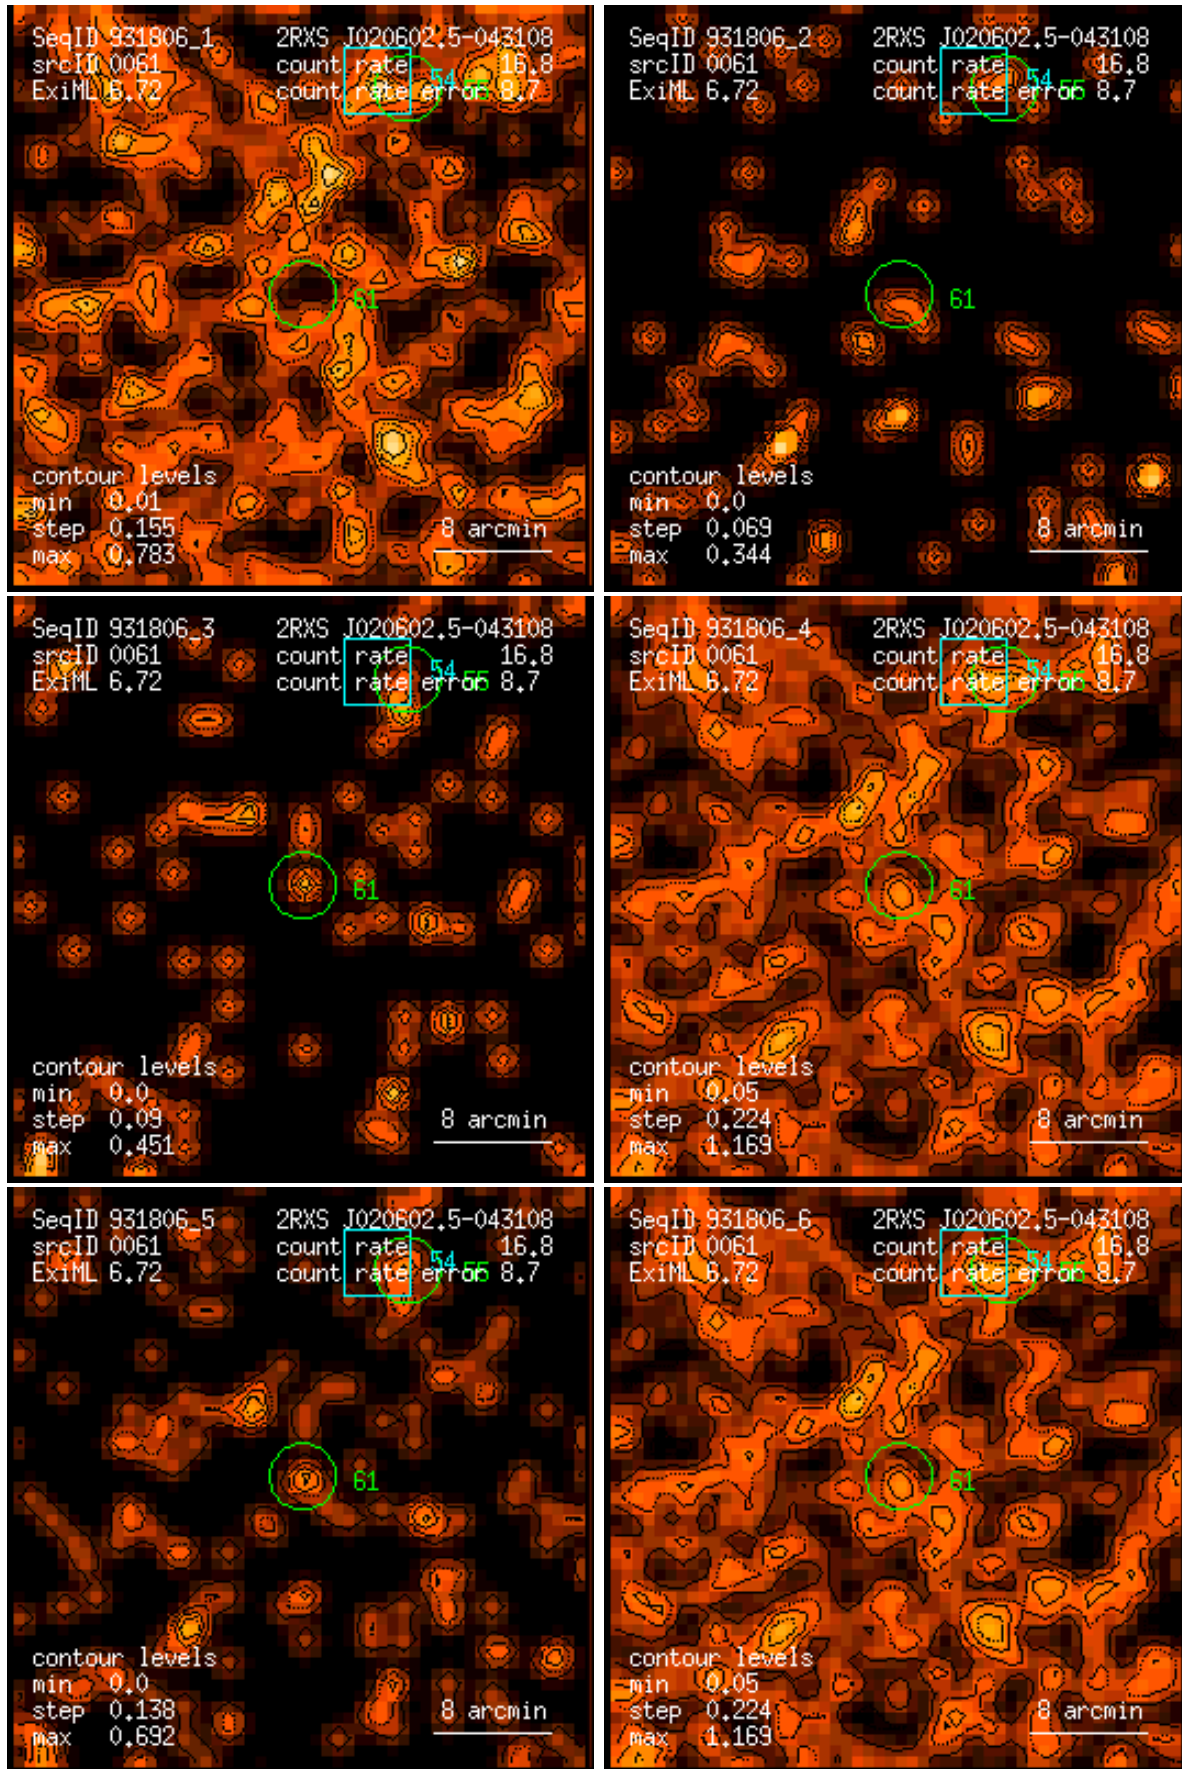 SeqID 931806_1 2RXS J020602.5-043108
srcID 0061 count rate 16.8
ExiML 6.72 count rate error 8.7
54 55
61
contour levels
min 0.01
step 0.155 8 arcmin
max 0.783
SeqID 931806_2 2RXS J020602.5-043108
srcID 0061 count rate 16.8
ExiML 6.72 count rate error 8.7
54 55
61
contour levels
min 0.0
step 0.069 8 arcmin
max 0.344
SeqID 931806_3 2RXS J020602.5-043108
srcID 0061 count rate 16.8
ExiML 6.72 count rate error 8.7
54 55
61
contour levels
min 0.0
step 0.09 8 arcmin
max 0.451
SeqID 931806_4 2RXS J020602.5-043108
srcID 0061 count rate 16.8
ExiML 6.72 count rate error 8.7
54 55
61
contour levels
min 0.05
step 0.224 8 arcmin
max 1.169
SeqID 931806_5 2RXS J020602.5-043108
srcID 0061 count rate 16.8
ExiML 6.72 count rate error 8.7
54 55
61
contour levels
min 0.0
step 0.138 8 arcmin
max 0.692
SeqID 931806_6 2RXS J020602.5-043108
srcID 0061 count rate 16.8
ExiML 6.72 count rate error 8.7
54 55
61
contour levels
min 0.05
step 0.224 8 arcmin
max 1.169